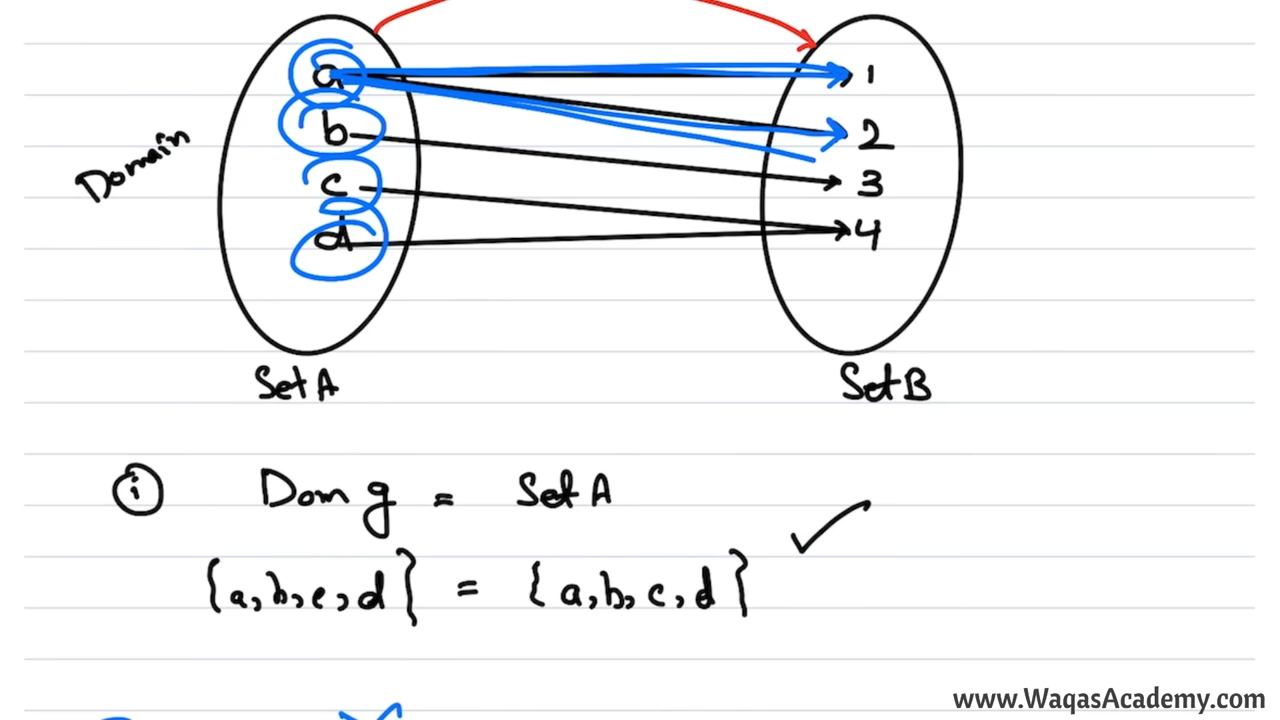 a 1
Domain b 2
c 3
d 4
Set A Set B
i Dom g = Set A
{a, b, c, d} = {a, b, c, d}
www.WaqasAcademy.com